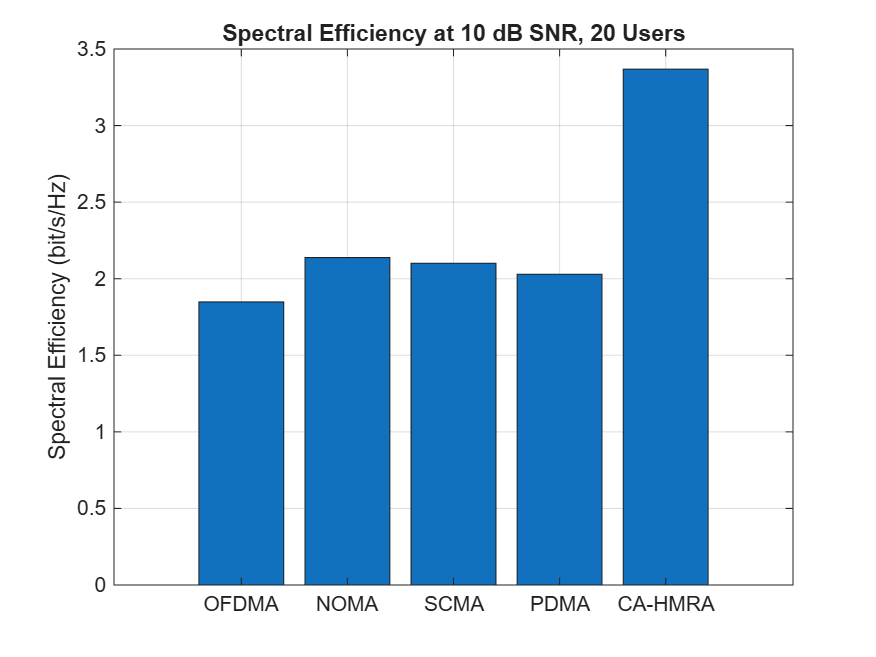 Spectral Efficiency at 10 dB SNR, 20 Users
Spectral Efficiency (bit/s/Hz)
3.5
3
2.5
2
1.5
1
0.5
0
OFDMA NOMA SCMA PDMA CA-HMRA